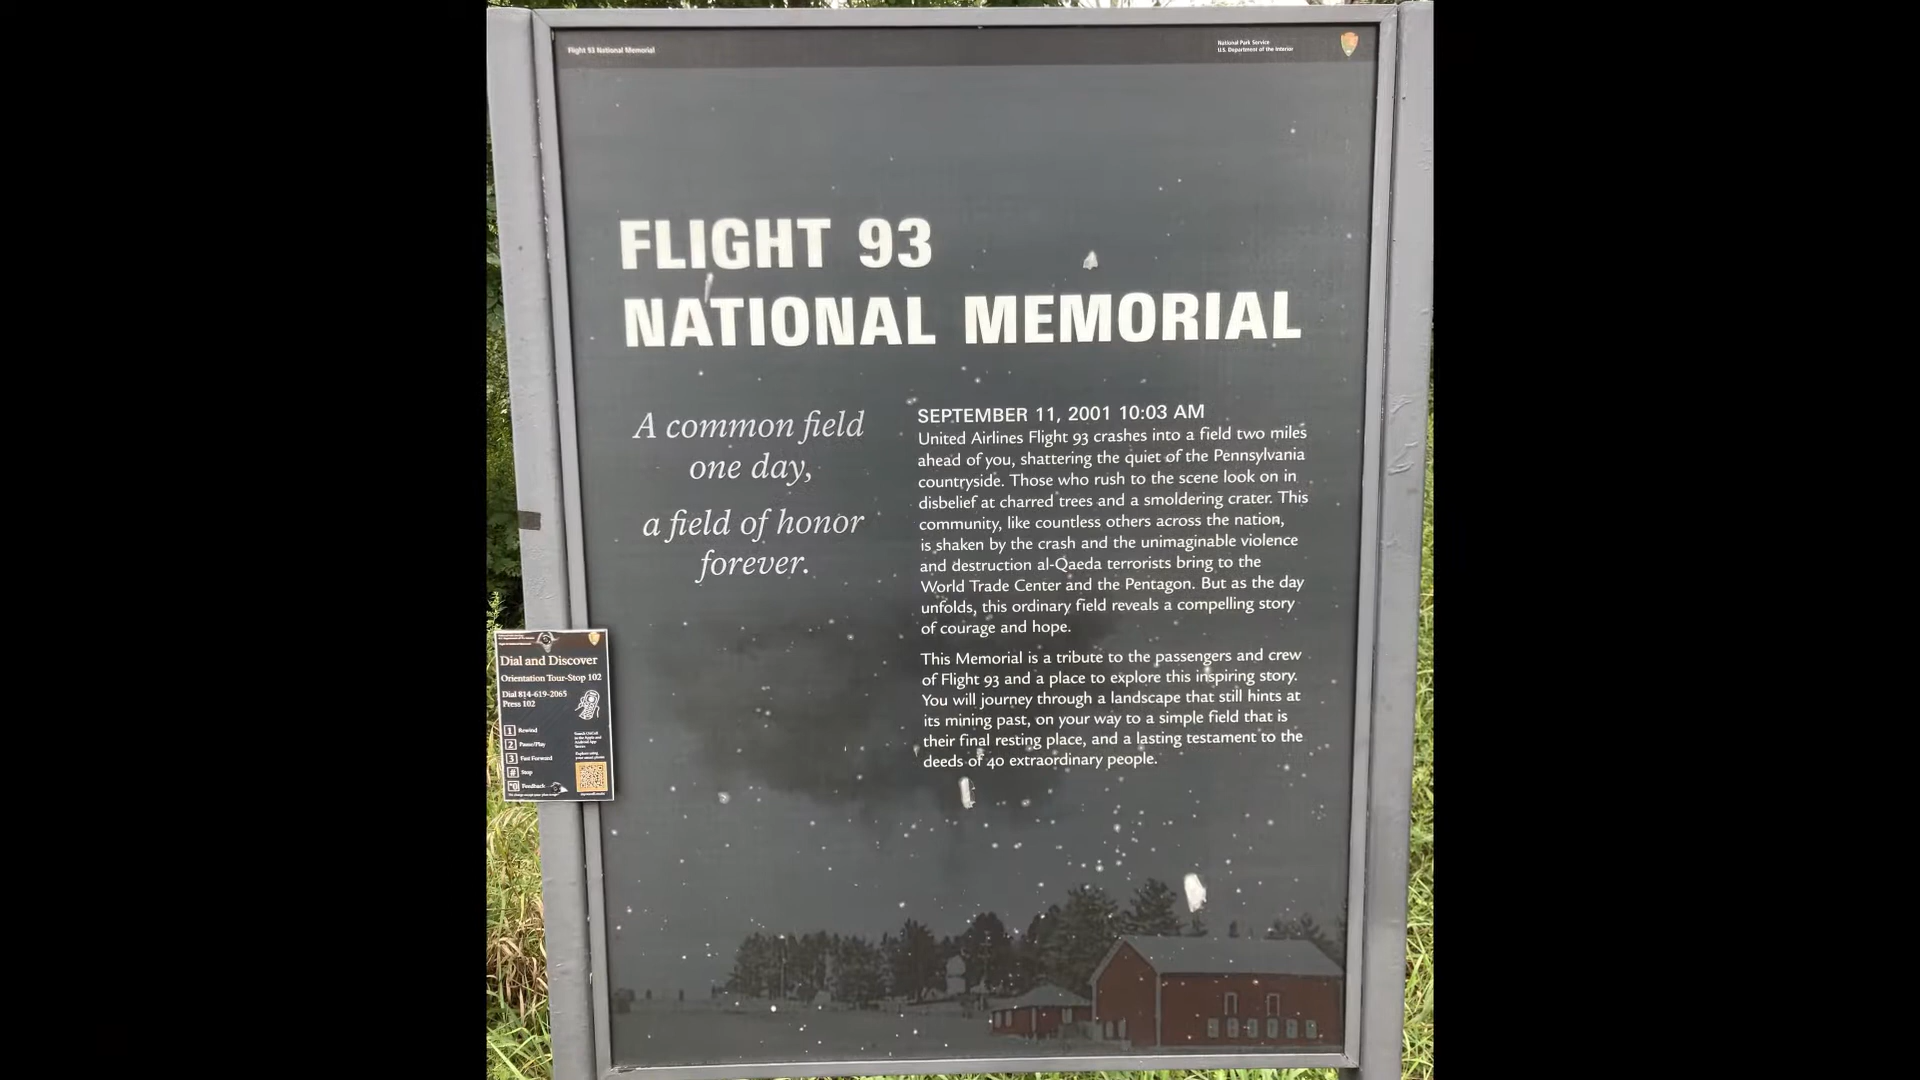 Flight 93 National Memorial
National Park Service
U.S. Department of the Interior
FLIGHT 93
NATIONAL MEMORIAL
A common field
one day,
a field of honor
forever.
SEPTEMBER 11, 2001 10:03 AM
United Airlines Flight 93 crashes into a field two miles
ahead of you, shattering the quiet of the Pennsylvania
countryside. Those who rush to the scene look on in
disbelief at charred trees and a smoldering crater. This
community, like countless others across the nation,
is shaken by the crash and the unimaginable violence
and destruction al-Qaeda terrorists bring to the
World Trade Center and the Pentagon. But as the day
unfolds, this ordinary field reveals a compelling story
of courage and hope.
This Memorial is a tribute to the passengers and crew
of Flight 93 and a place to explore this inspiring story.
You will journey through a landscape that still hints at
its mining past, on your way to a simple field that is
their final resting place, and a lasting testament to the
deeds of 40 extraordinary people.
Dial and Discover
Orientation Tour-Stop 102
Dial 814-619-2065
Press 102
1 Rewind
2 Pause/Play
3 Fast Forward
# Stop
*0 Feedback